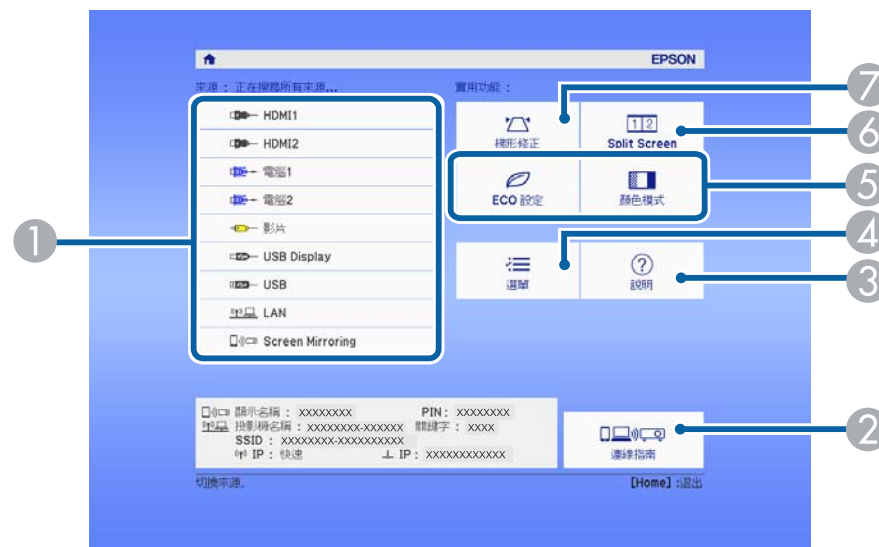 EPSON
來源 : 正在搜尋所有來源...
實用功能 :
HDMI1
HDMI2
電腦1
電腦2
影片
USB Display
USB
LAN
Screen Mirroring
梯形修正
Split Screen
ECO 設定
顏色模式
選單
說明
1
7
6
5
4
3
2
顯示名稱 : XXXXXXXX PIN : XXXXXXXX
投影機名稱 : XXXXXXXX-XXXXXX 關鍵字 : XXXX
SSID : XXXXXXXX-XXXXXXXXXX
IP : 快速 IP : XXXXXXXXXXXX
連線指南
切換來源。
[Home] :退出